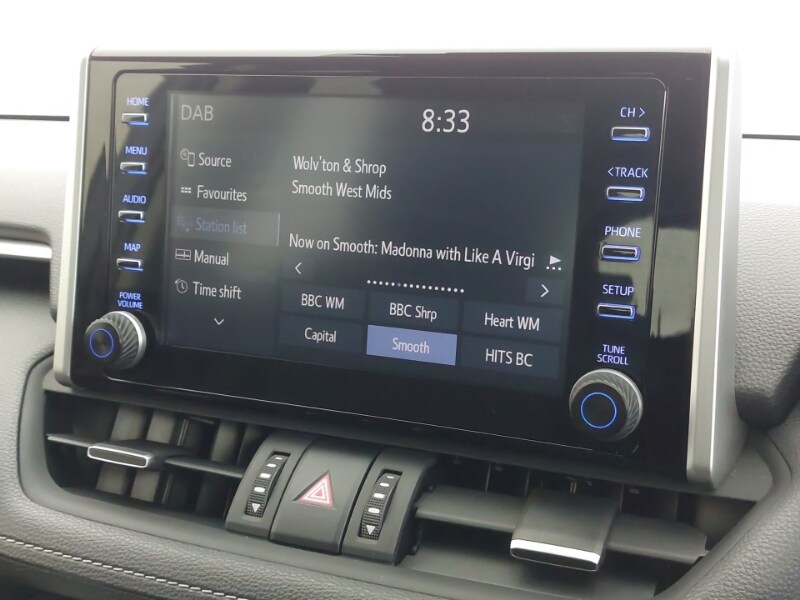 HOME
MENU
AUDIO
MAP
POWER
VOLUME
DAB
8:33
Source
Favourites
Station list
Manual
Time shift
Wolv'ton & Shrop
Smooth West Mids
Now on Smooth: Madonna with Like A Virgi
BBC WM
BBC Shrp
Heart WM
Capital
Smooth
HITS BC
CH >
< TRACK
PHONE
SETUP
TUNE
SCROLL